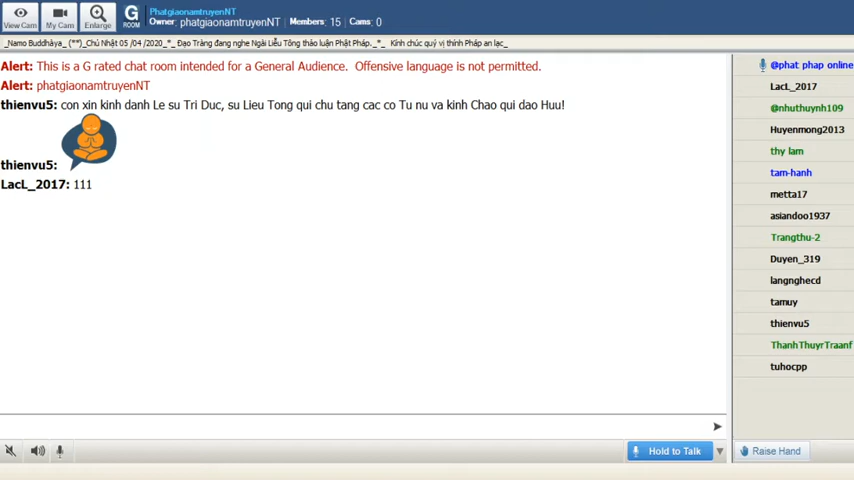 View Cam
My Cam
Enlarge
G
ROOM
PhatgiaonamtruyenNT
Owner: phatgiaonamtruyenNT | Members: 15 | Cams: 0
_Namo Buddhàya_ (**)_Chủ Nhật 05 /04 /2020_*_ Đạo Tràng đang nghe Ngài Liễu Tông thảo luận Phật Pháp._*_ Kính chúc quý vị thính Pháp an lạc_
Alert: This is a G rated chat room intended for a General Audience. Offensive language is not permitted.
Alert: phatgiaonamtruyenNT
thienvu5: con xin kinh danh Le su Tri Duc, su Lieu Tong qui chu tang cac co Tu nu va kinh Chao qui dao Huu!
thienvu5:
LacL_2017: 111
@phat phap online
LacL_2017
@nhuthuynh109
Huyenmong2013
thy lam
tam-hanh
metta17
asiandoo1937
Trangthu-2
Duyen_319
langnghecd
tamuy
thienvu5
ThanhThuyrTraanf
tuhocpp
Hold to Talk
Raise Hand